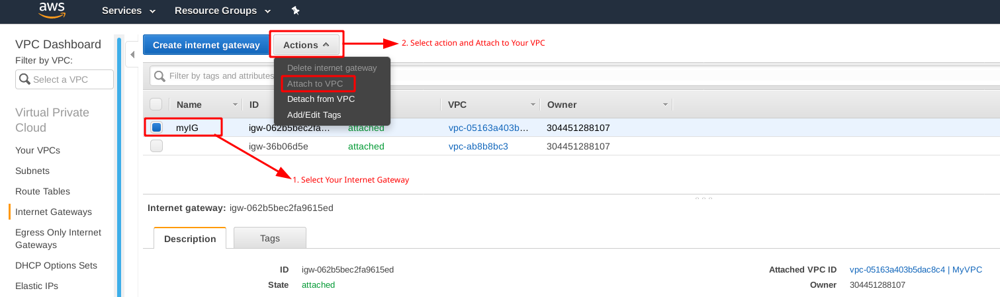 aws
Services
Resource Groups
VPC Dashboard
Filter by VPC:
Select a VPC
Virtual Private
Cloud
Your VPCs
Subnets
Route Tables
Internet Gateways
Egress Only Internet
Gateways
DHCP Options Sets
Elastic IPs
Create internet gateway
Actions
2. Select action and Attach to Your VPC
Delete internet gateway
Attach to VPC
Detach from VPC
Add/Edit Tags
Filter by tags and attributes
Name ID VPC Owner
myIG igw-062b5bec2fa... attached vpc-05163a403b... 304451288107
igw-36b06d5e attached vpc-ab8b8bc3 304451288107
1. Select Your Internet Gateway
Internet gateway: igw-062b5bec2fa9615ed
Description Tags
ID igw-062b5bec2fa9615ed Attached VPC ID vpc-05163a403b5dac8c4 | MyVPC
State attached Owner 304451288107